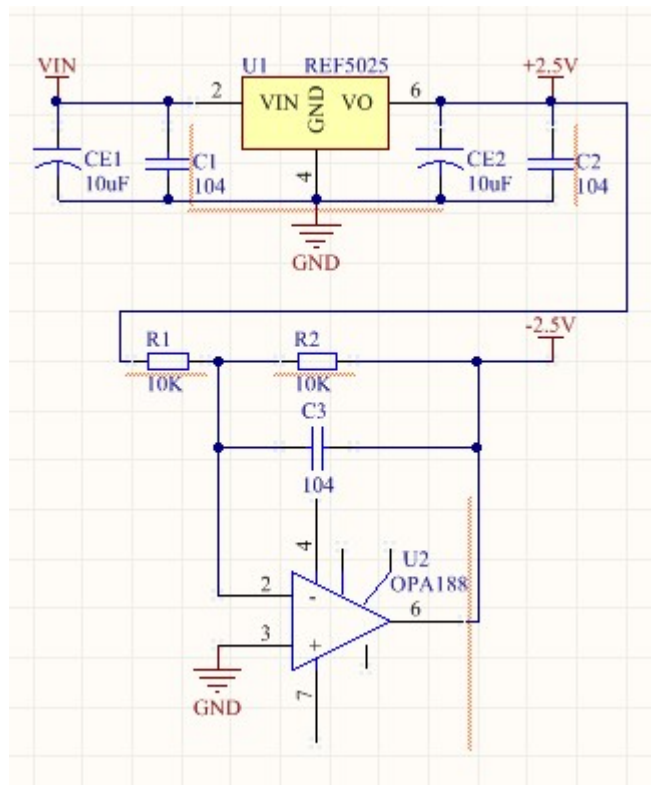 VIN
U1 REF5025
+2.5V
2 VIN GND VO 6
CE1
10uF
C1
104
4
CE2
10uF
C2
104
GND
-2.5V
R1
10K
R2
10K
C3
104
4
U2
OPA188
2 -
6
3 +
GND
7